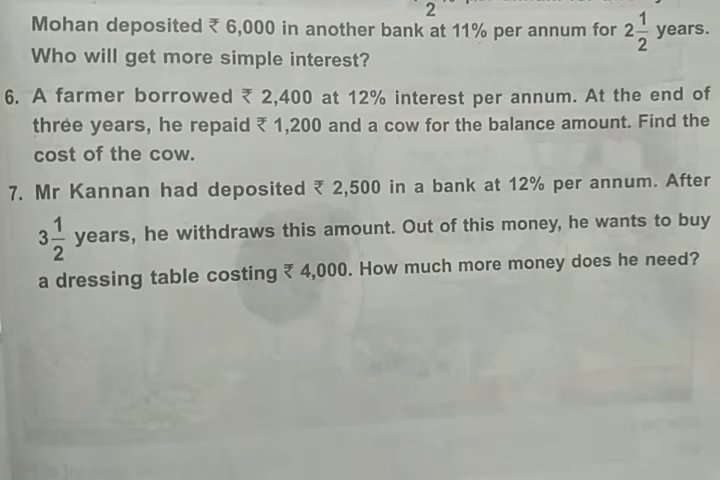 2
Mohan deposited ₹ 6,000 in another bank at 11% per annum for 2 1/2 years.
Who will get more simple interest?
6. A farmer borrowed ₹ 2,400 at 12% interest per annum. At the end of
three years, he repaid ₹ 1,200 and a cow for the balance amount. Find the
cost of the cow.
7. Mr Kannan had deposited ₹ 2,500 in a bank at 12% per annum. After
3 1/2 years, he withdraws this amount. Out of this money, he wants to buy
a dressing table costing ₹ 4,000. How much more money does he need?